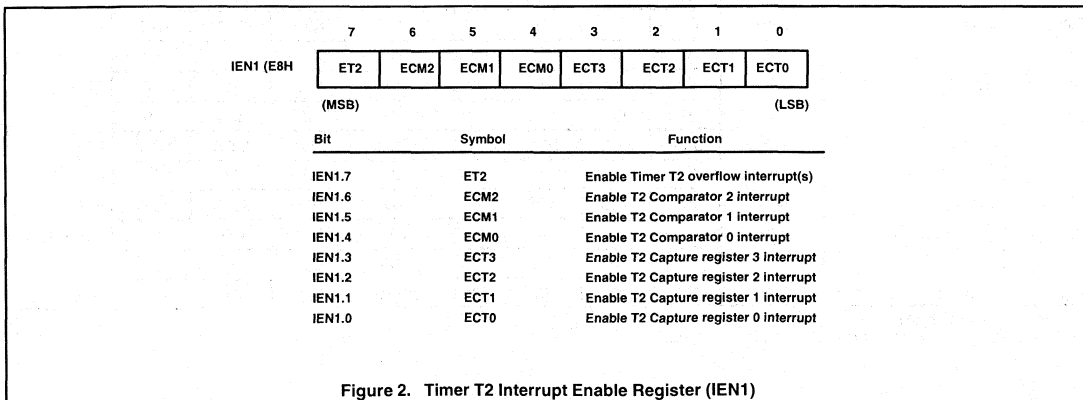 7 6 5 4 3 2 1 0
IEN1 (E8H ET2 ECM2 ECM1 ECM0 ECT3 ECT2 ECT1 ECT0
(MSB) (LSB)
Bit Symbol Function
IEN1.7 ET2 Enable Timer T2 overflow interrupt(s)
IEN1.6 ECM2 Enable T2 Comparator 2 interrupt
IEN1.5 ECM1 Enable T2 Comparator 1 interrupt
IEN1.4 ECM0 Enable T2 Comparator 0 interrupt
IEN1.3 ECT3 Enable T2 Capture register 3 interrupt
IEN1.2 ECT2 Enable T2 Capture register 2 interrupt
IEN1.1 ECT1 Enable T2 Capture register 1 interrupt
IEN1.0 ECT0 Enable T2 Capture register 0 interrupt
Figure 2. Timer T2 Interrupt Enable Register (IEN1)